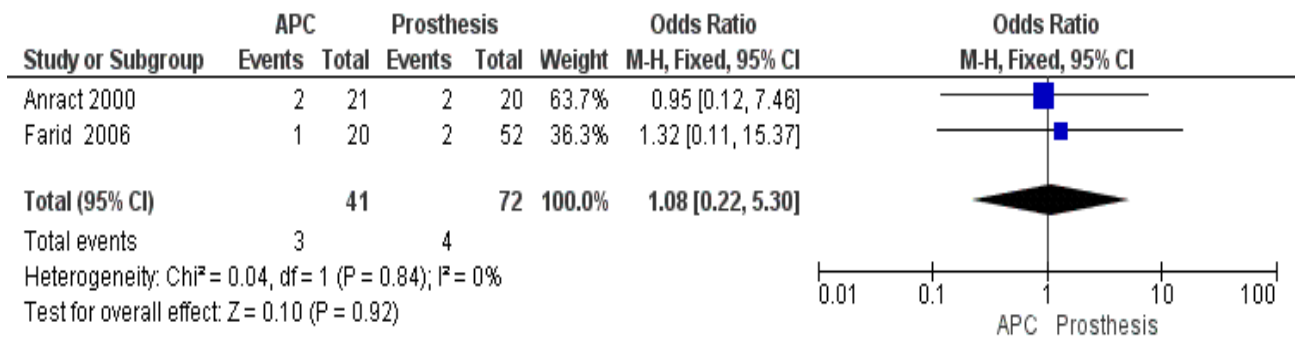 APC Prosthesis Odds Ratio Odds Ratio
Study or Subgroup Events Total Events Total Weight M-H, Fixed, 95% CI M-H, Fixed, 95% CI
Anract 2000 2 21 2 20 63.7% 0.95 [0.12, 7.46]
Farid 2006 1 20 2 52 36.3% 1.32 [0.11, 15.37]
Total (95% CI) 41 72 100.0% 1.08 [0.22, 5.30]
Total events 3 4
Heterogeneity: Chi² = 0.04, df = 1 (P = 0.84); I² = 0%
Test for overall effect: Z = 0.10 (P = 0.92)
0.01 0.1 1 10 100
APC Prosthesis